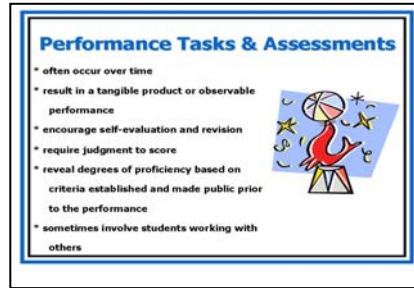 Performance Tasks & Assessments
* often occur over time
* result in a tangible product or observable
performance
* encourage self-evaluation and revision
* require judgment to score
* reveal degrees of proficiency based on
criteria established and made public prior
to the performance
* sometimes involve students working with
others